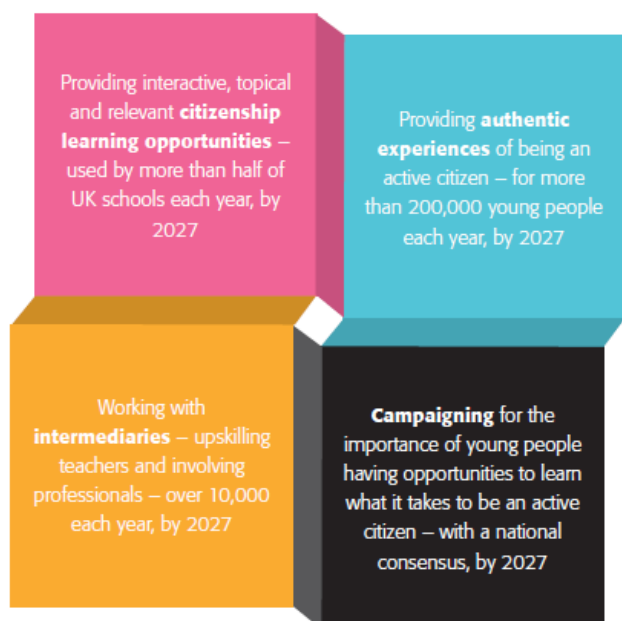 Providing interactive, topical
and relevant citizenship
learning opportunities –
used by more than half of
UK schools each year, by
2027
Providing authentic
experiences of being an
active citizen – for more
than 200,000 young people
each year, by 2027
Working with
intermediaries – upskilling
teachers and involving
professionals – over 10,000
each year, by 2027
Campaigning for the
importance of young people
having opportunities to learn
what it takes to be an active
citizen – with a national
consensus, by 2027